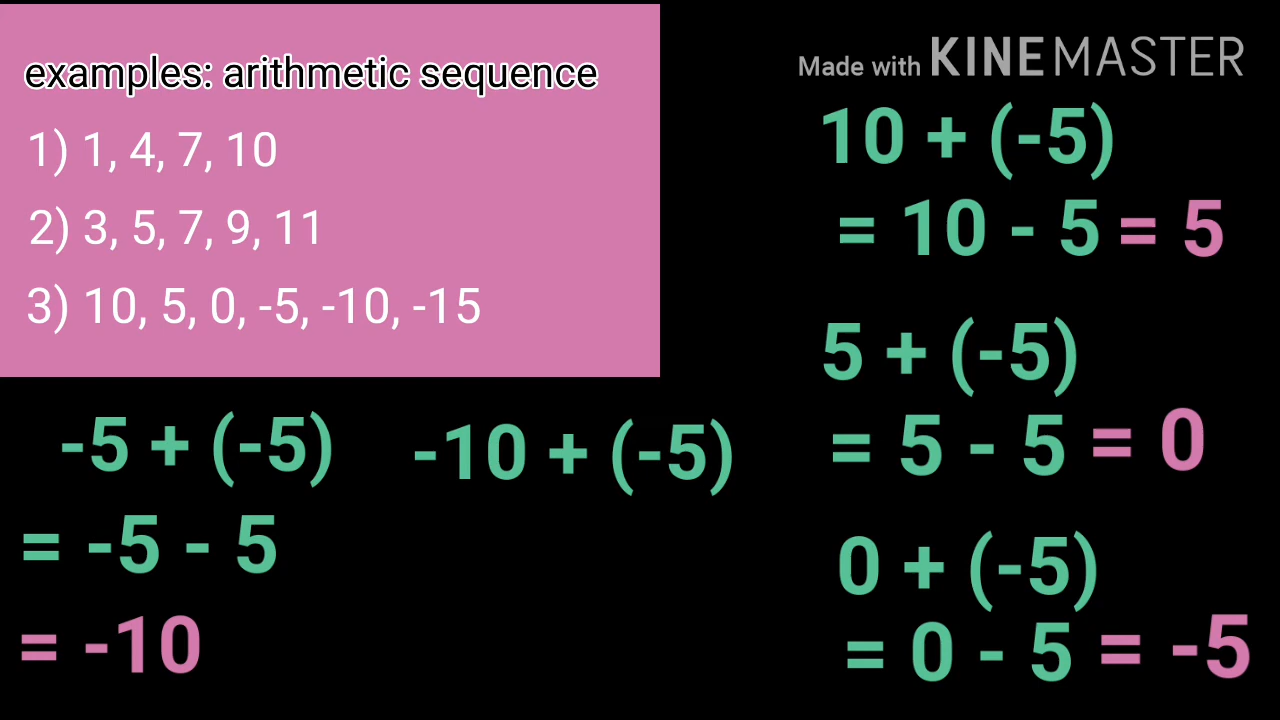 examples: arithmetic sequence
1) 1, 4, 7, 10
2) 3, 5, 7, 9, 11
3) 10, 5, 0, -5, -10, -15
Made with KINEMASTER
10 + (-5)
= 10 - 5 = 5
5 + (-5)
= 5 - 5 = 0
0 + (-5)
= 0 - 5 = -5
-5 + (-5)
= -5 - 5
= -10
-10 + (-5)